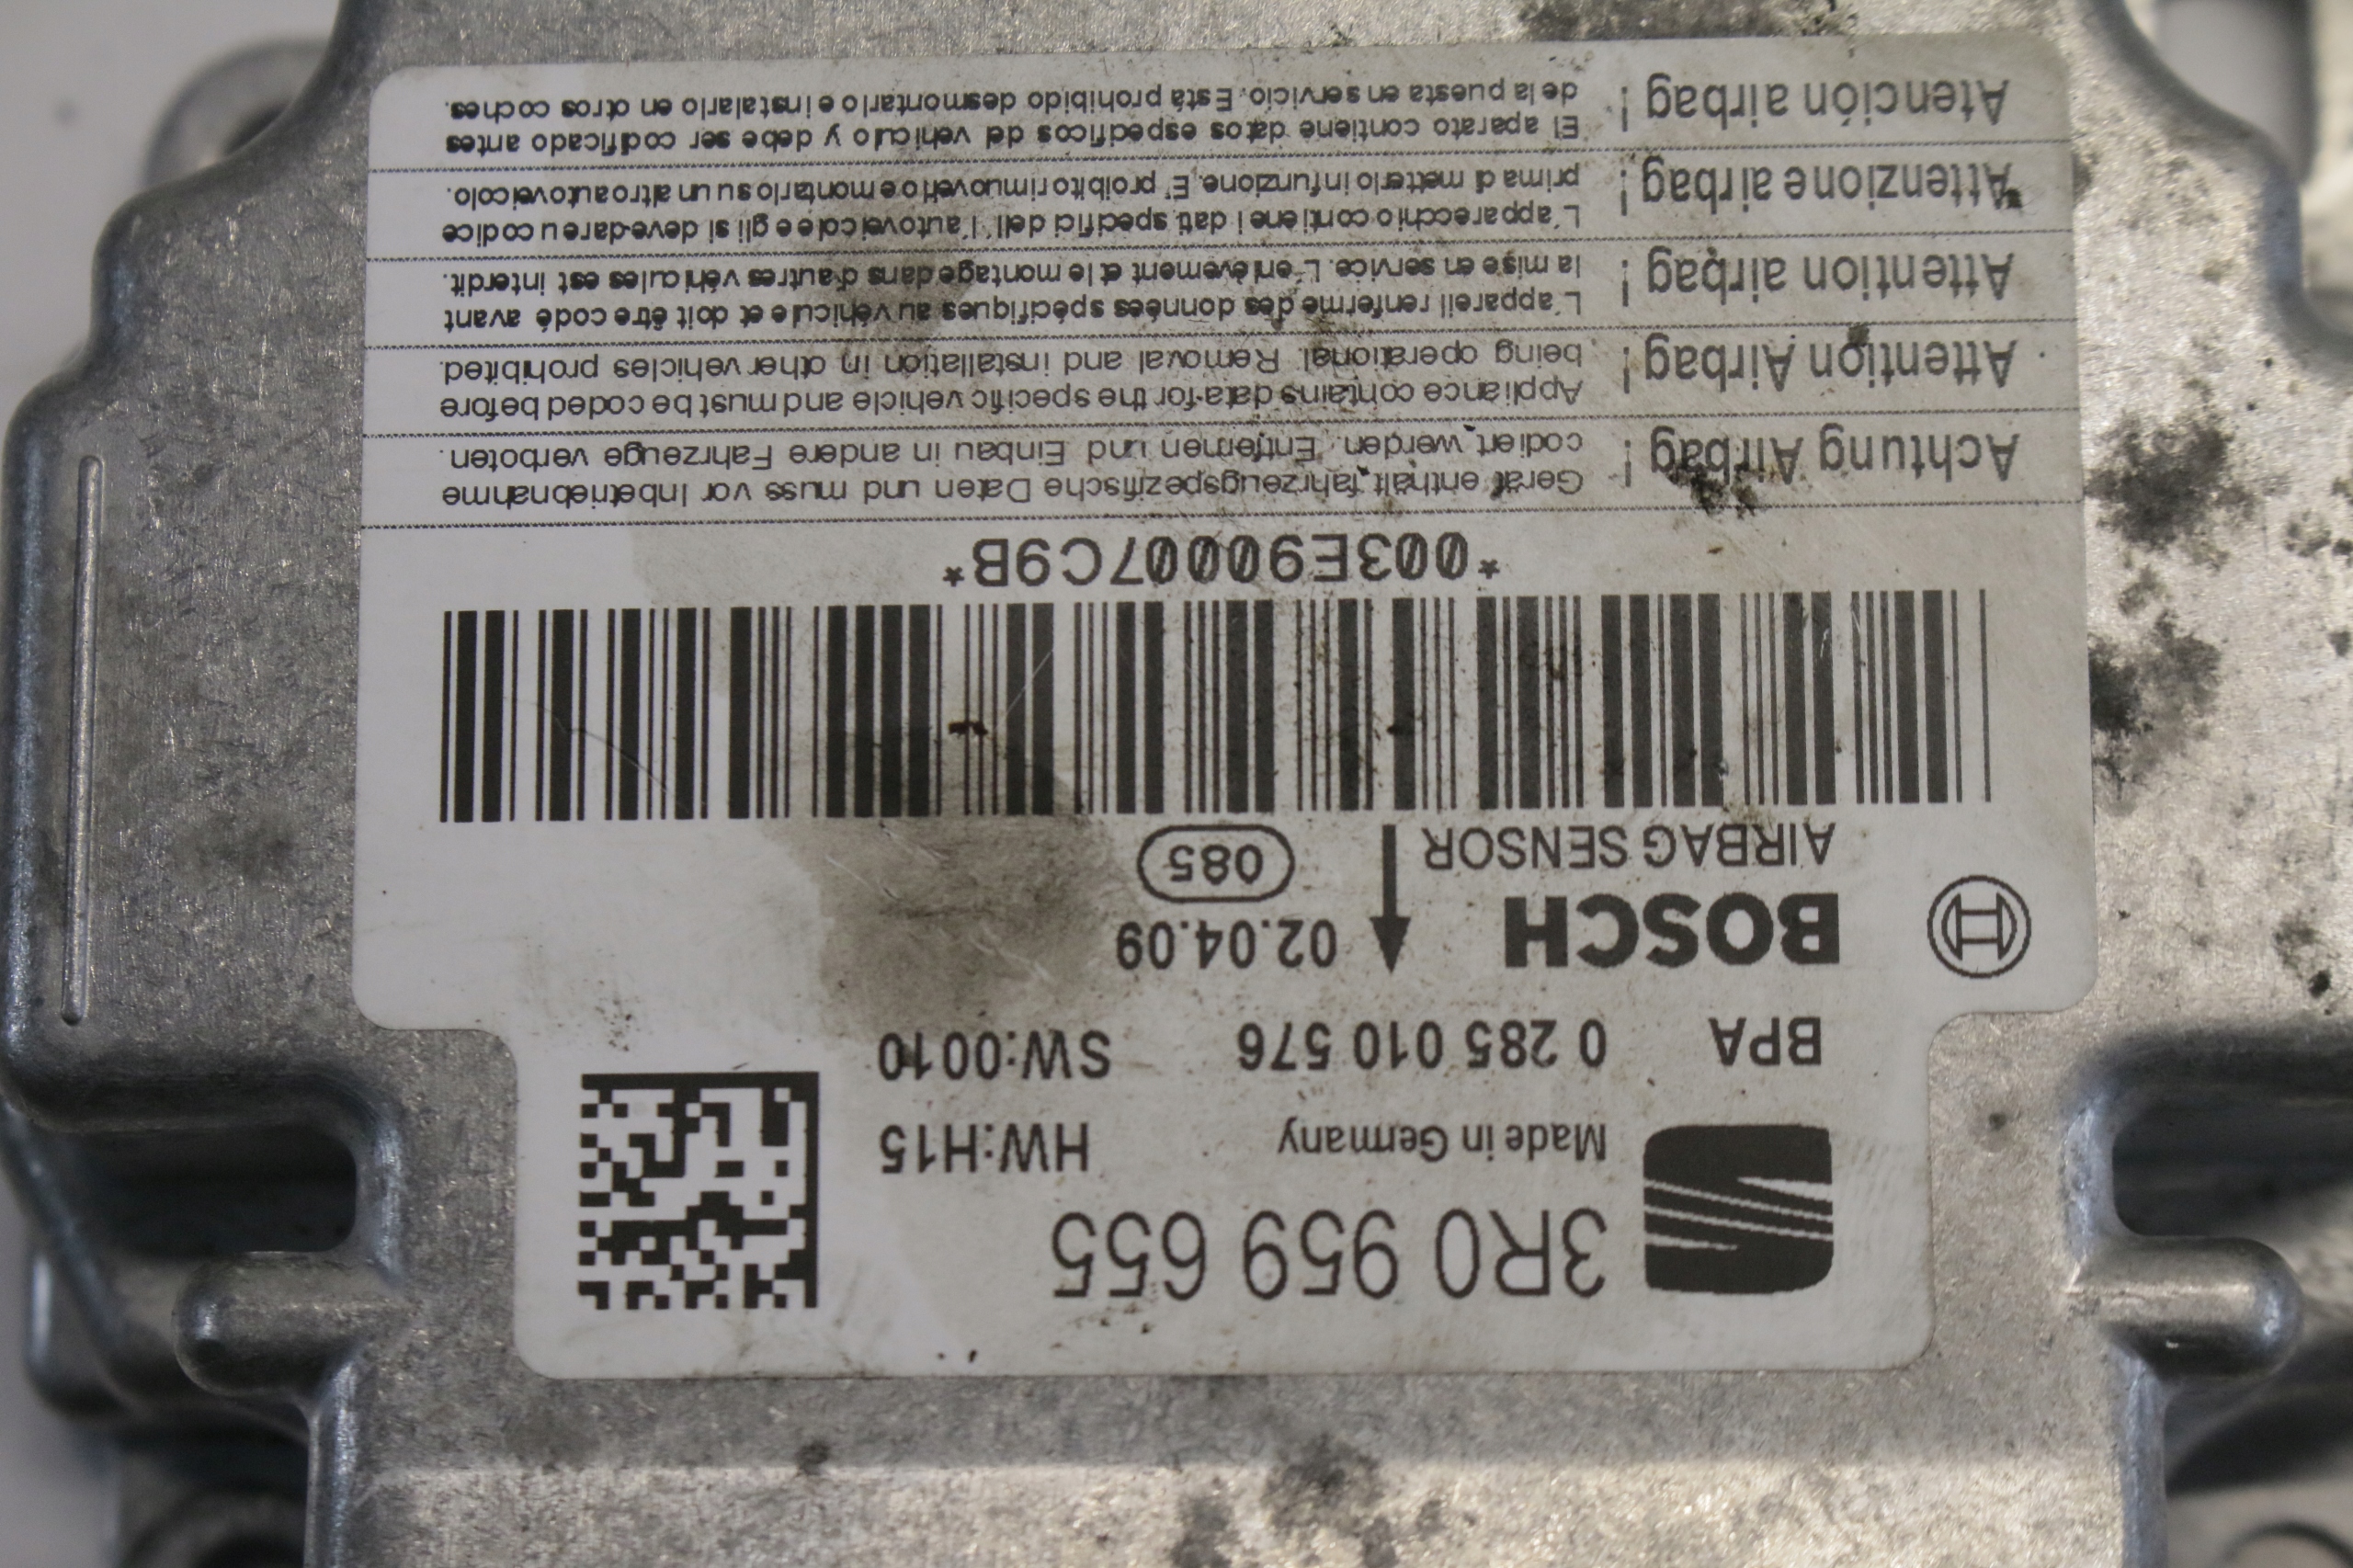 3R0 959 655
Made in Germany HW:H15
BPA 0 285 010 576 SW:0010
BOSCH 02.04.09
AIRBAG SENSOR 085
*003E90007C9B*
Achtung Airbag! Gerät enthält fahrzeugspezifische Daten und muss vor Inbetriebnahme
codiert werden. Entfernen und Einbau in andere Fahrzeuge verboten.
Attention Airbag! Appliance contains data for the specific vehicle and must be coded before
being operational. Removal and installation in other vehicles prohibited.
Attention airbag! L'appareil renferme des données spécifiques au véhicule et doit être codé avant
la mise en service. L'enlèvement et le montage dans d'autres véhicules est interdit.
Attenzione airbag! L'apparecchio contiene i dati specifici dell'l'autoveicolo e gli si deve dare u codice
prima di metterlo in funzione. E' proibito rimuoverlo e montarlo su un altro autoveicolo.
Atención airbag! El aparato contiene datos específicos del vehículo y debe ser codificado antes
de la puesta en servicio. Está prohibido desmontarlo e instalarlo en otros coches.